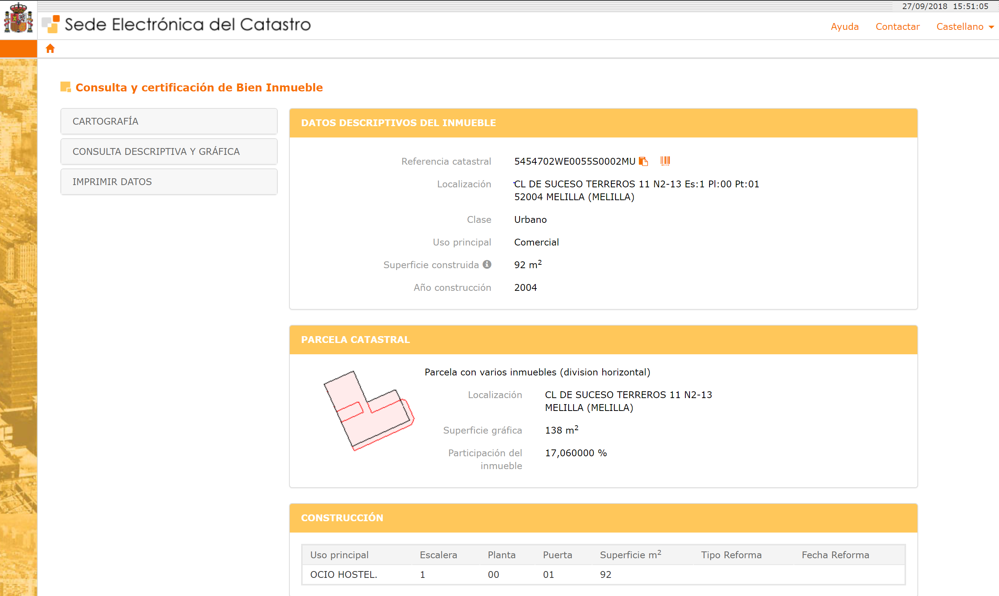 27/09/2018 15:51:05
Sede Electrónica del Catastro
Ayuda Contactar Castellano
Consulta y certificación de Bien Inmueble
CARTOGRAFÍA
CONSULTA DESCRIPTIVA Y GRÁFICA
IMPRIMIR DATOS
DATOS DESCRIPTIVOS DEL INMUEBLE
Referencia catastral 5454702WE0055S0002MU
Localización CL DE SUCESO TERREROS 11 N2-13 Es:1 Pl:00 Pt:01
52004 MELILLA (MELILLA)
Clase Urbano
Uso principal Comercial
Superficie construida 92 m²
Año construcción 2004
PARCELA CATASTRAL
Parcela con varios inmuebles (division horizontal)
Localización CL DE SUCESO TERREROS 11 N2-13
MELILLA (MELILLA)
Superficie gráfica 138 m²
Participación del 17,060000 %
inmueble
CONSTRUCCIÓN
Uso principal Escalera Planta Puerta Superficie m² Tipo Reforma Fecha Reforma
OCIO HOSTEL. 1 00 01 92